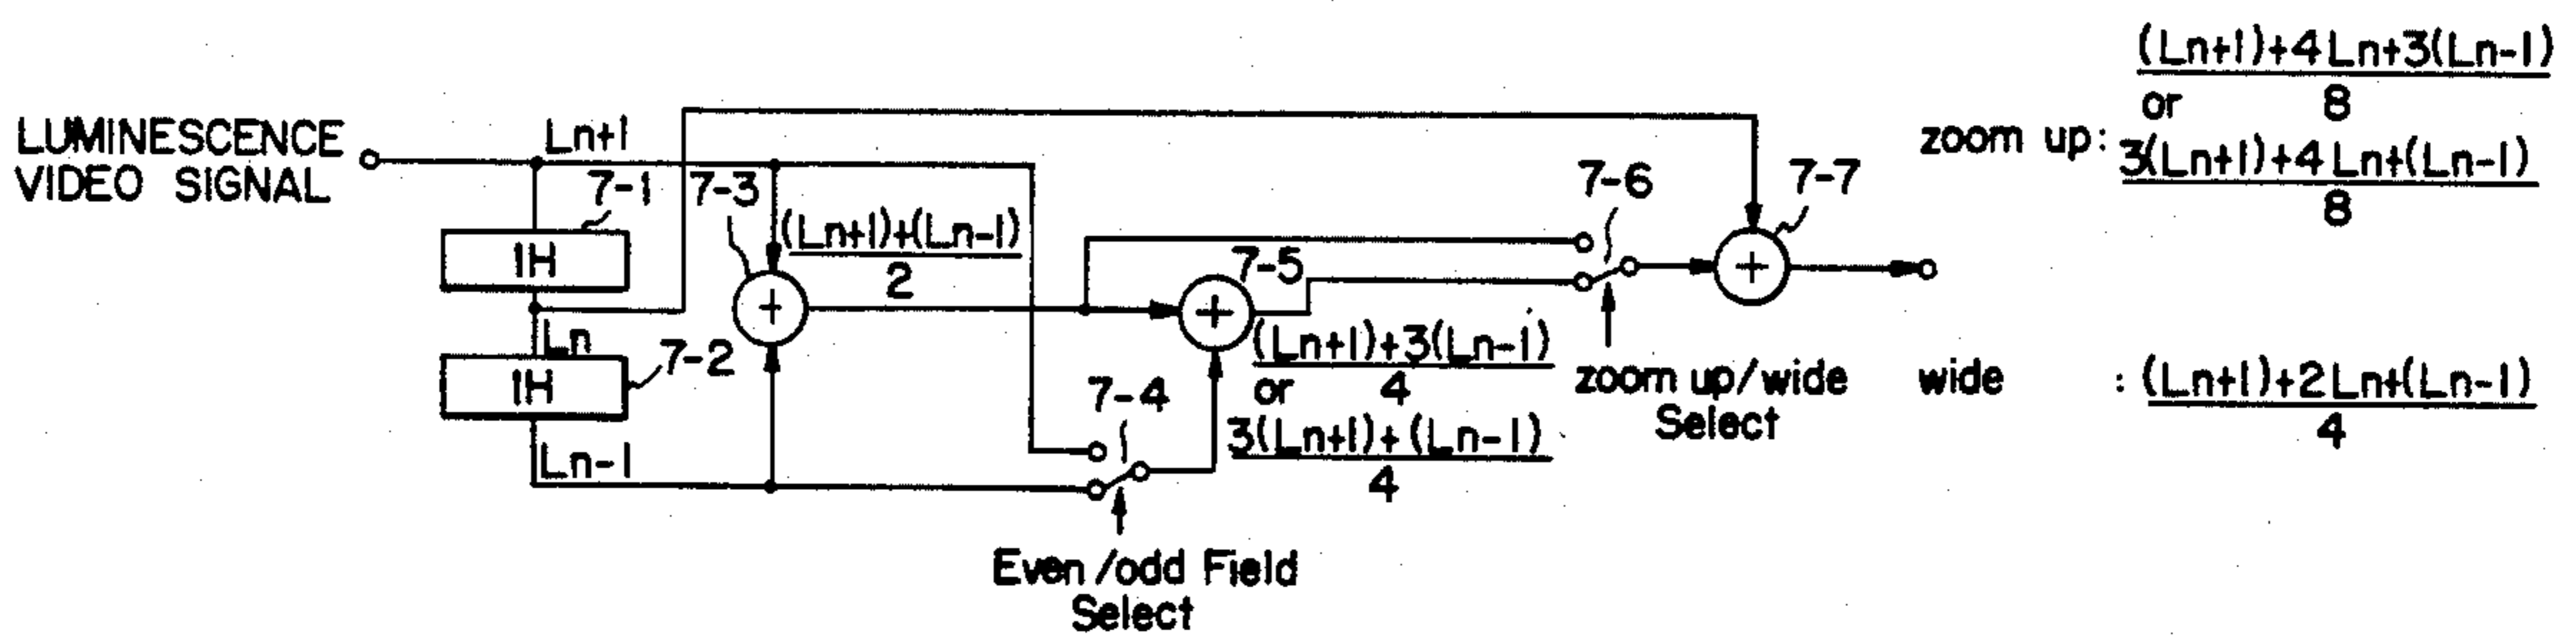 LUMINESCENCE
VIDEO SIGNAL
Ln+1
7-1
1H
Ln
7-2
1H
Ln-1
7-3
(Ln+1)+(Ln-1)
2
7-4
Even/odd Field
Select
7-5
(Ln+1)+3(Ln-1)
4
or
3(Ln+1)+(Ln-1)
4
7-6
zoom up/wide
Select
7-7
zoom up:
(Ln+1)+4Ln+3(Ln-1)
8
or
3(Ln+1)+4Ln+(Ln-1)
8
wide : (Ln+1)+2Ln+(Ln-1)
4